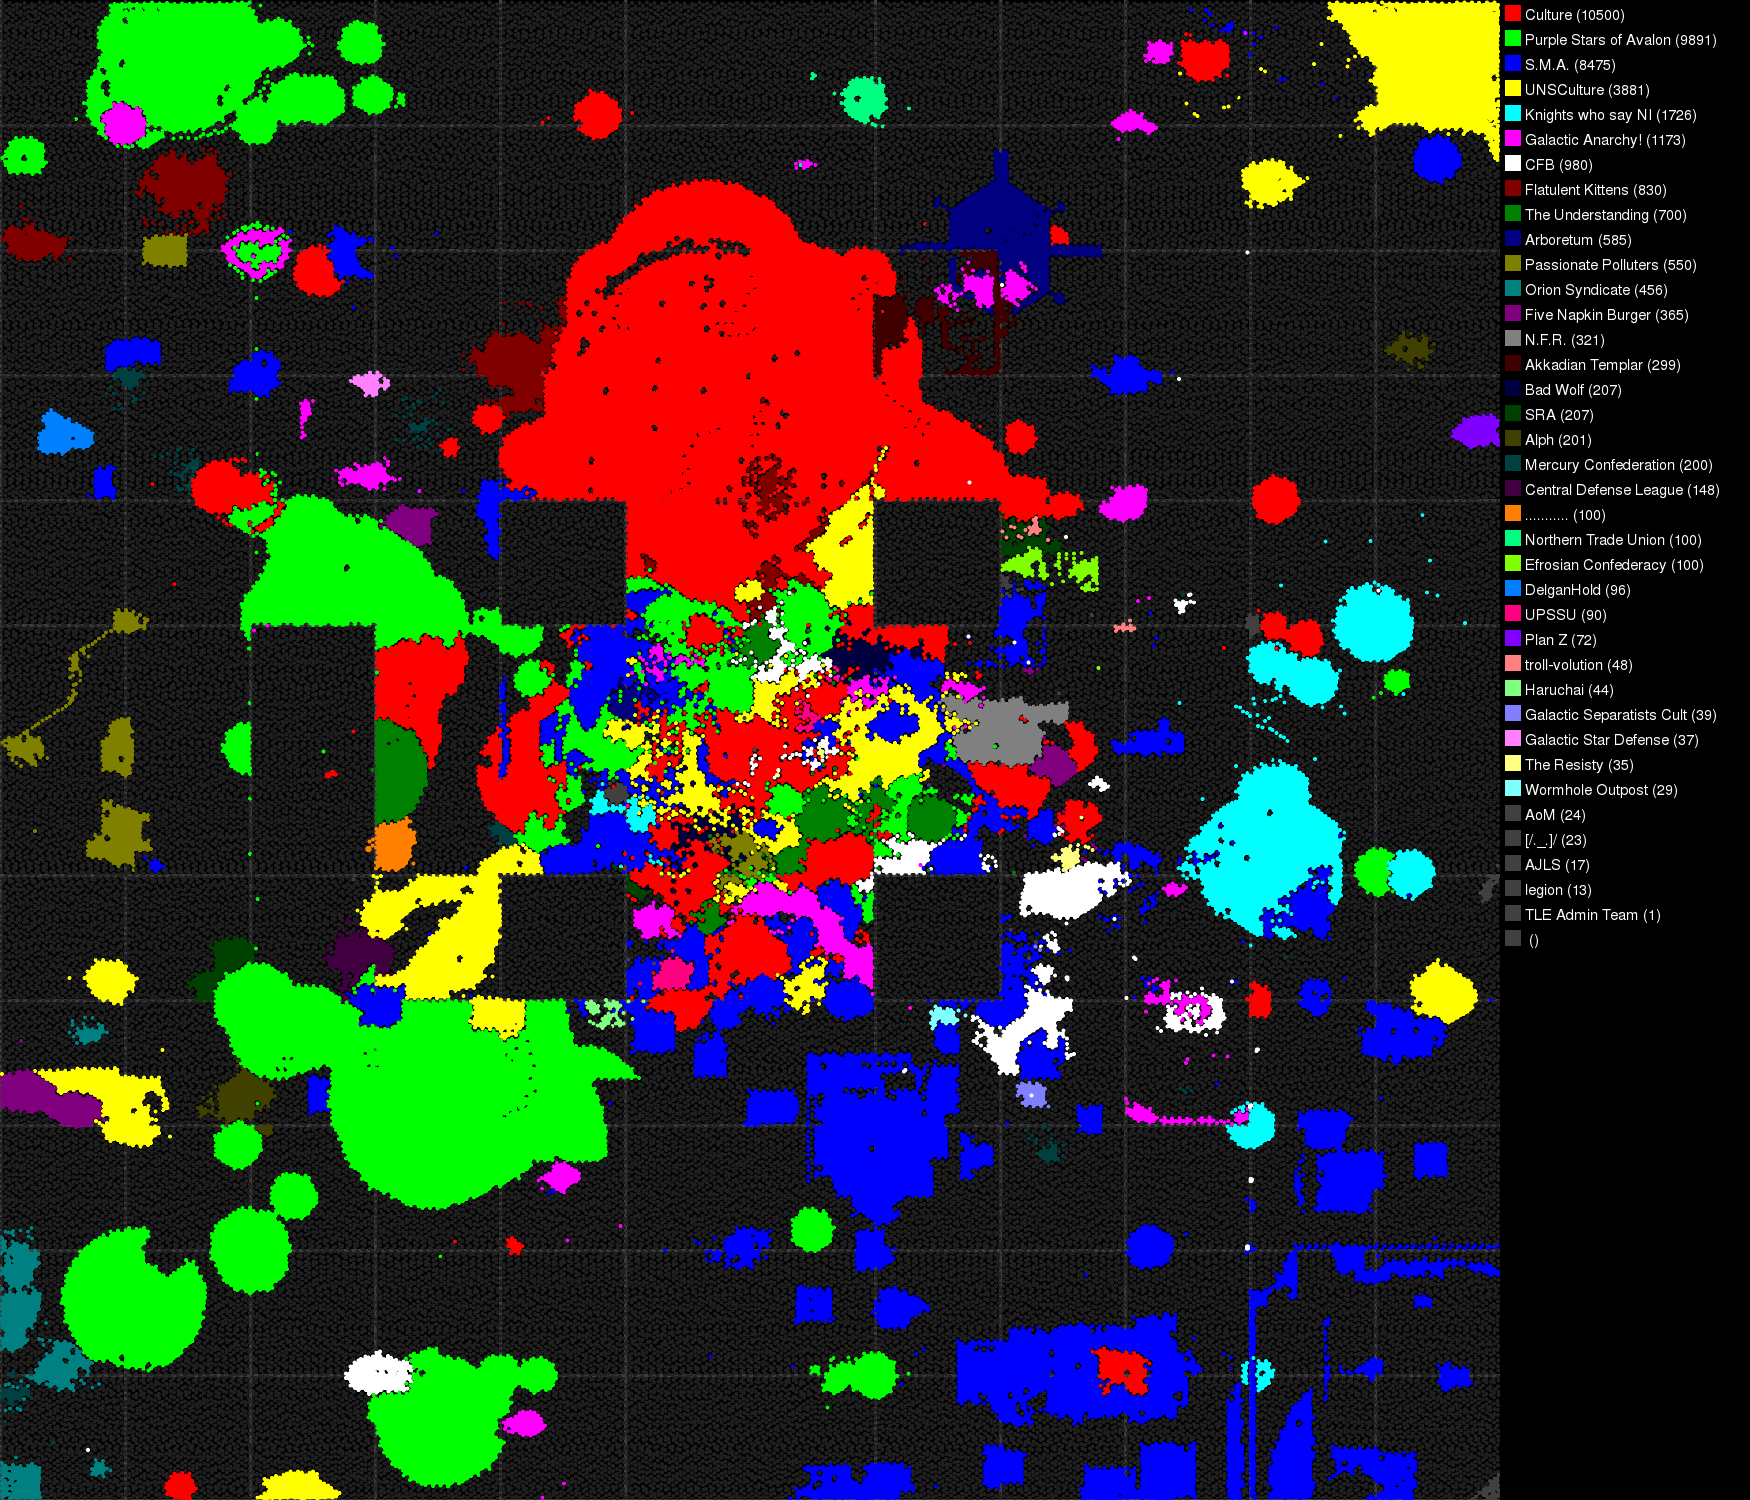 Culture (10500)
Purple Stars of Avalon (9891)
S.M.A. (8475)
UNSCulture (3881)
Knights who say NI (1726)
Galactic Anarchy! (1173)
CFB (980)
Flatulent Kittens (830)
The Understanding (700)
Arboretum (585)
Passionate Polluters (550)
Orion Syndicate (456)
Five Napkin Burger (365)
N.F.R. (321)
Akkadian Templar (299)
Bad Wolf (207)
SRA (207)
Alph (201)
Mercury Confederation (200)
Central Defense League (148)
........... (100)
Northern Trade Union (100)
Efrosian Confederacy (100)
DelganHold (96)
UPSSU (90)
Plan Z (72)
troll-volution (48)
Haruchai (44)
Galactic Separatists Cult (39)
Galactic Star Defense (37)
The Resisty (35)
Wormhole Outpost (29)
AoM (24)
[/._.]/ (23)
AJLS (17)
legion (13)
TLE Admin Team (1)
()